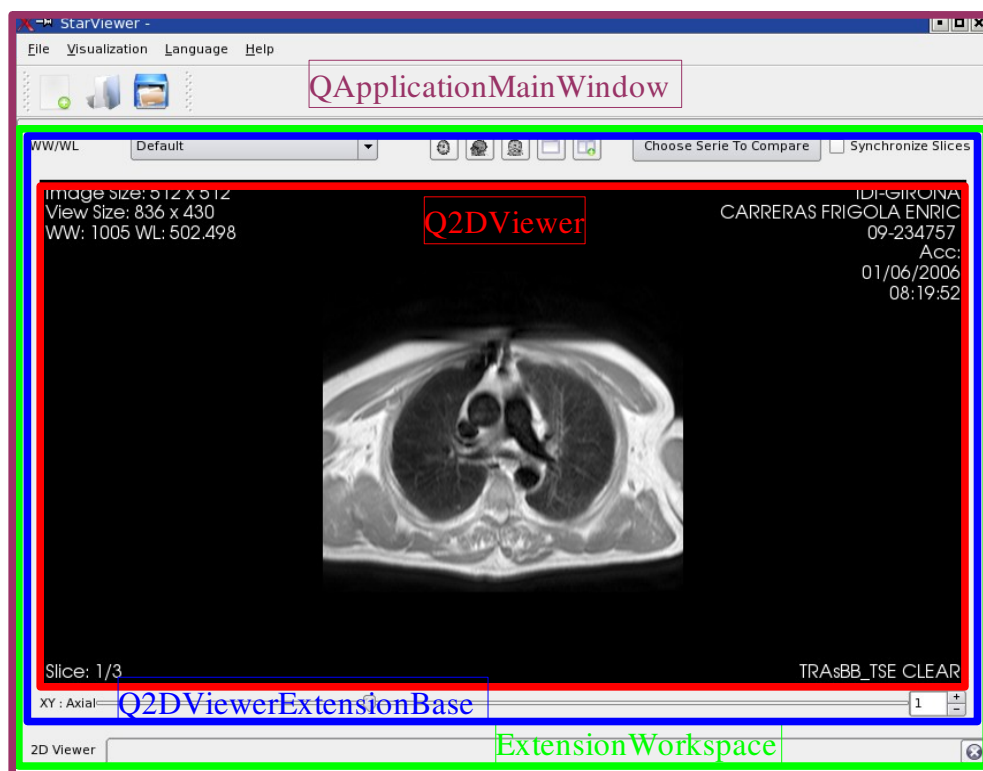 StarViewer -
File Visualization Language Help
QApplicationMainWindow
WW/WL Default Choose Serie To Compare Synchronize Slices
Image Size: 512 x 512
View Size: 836 x 430
WW: 1005 WL: 502.498
Q2DViewer
IDI-GIRONA
CARRERAS FRIGOLA ENRIC
09-234757
Acc:
01/06/2006
08:19:52
Slice: 1/3
TRAsBB_TSE CLEAR
XY : Axial
1
Q2DViewerExtensionBase
ExtensionWorkspace
2D Viewer